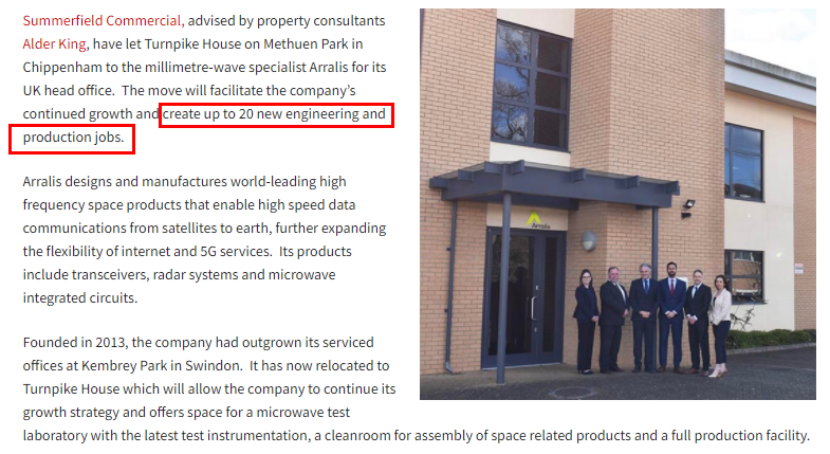 Summerfield Commercial, advised by property consultants
Alder King, have let Turnpike House on Methuen Park in
Chippenham to the millimetre-wave specialist Arralis for its
UK head office. The move will facilitate the company's
continued growth and create up to 20 new engineering and
production jobs.
Arralis designs and manufactures world-leading high
frequency space products that enable high speed data
communications from satellites to earth, further expanding
the flexibility of internet and 5G services. Its products
include transceivers, radar systems and microwave
integrated circuits.
Founded in 2013, the company had outgrown its serviced
offices at Kembrey Park in Swindon. It has now relocated to
Turnpike House which will allow the company to continue its
growth strategy and offers space for a microwave test
laboratory with the latest test instrumentation, a cleanroom for assembly of space related products and a full production facility.
Arralis